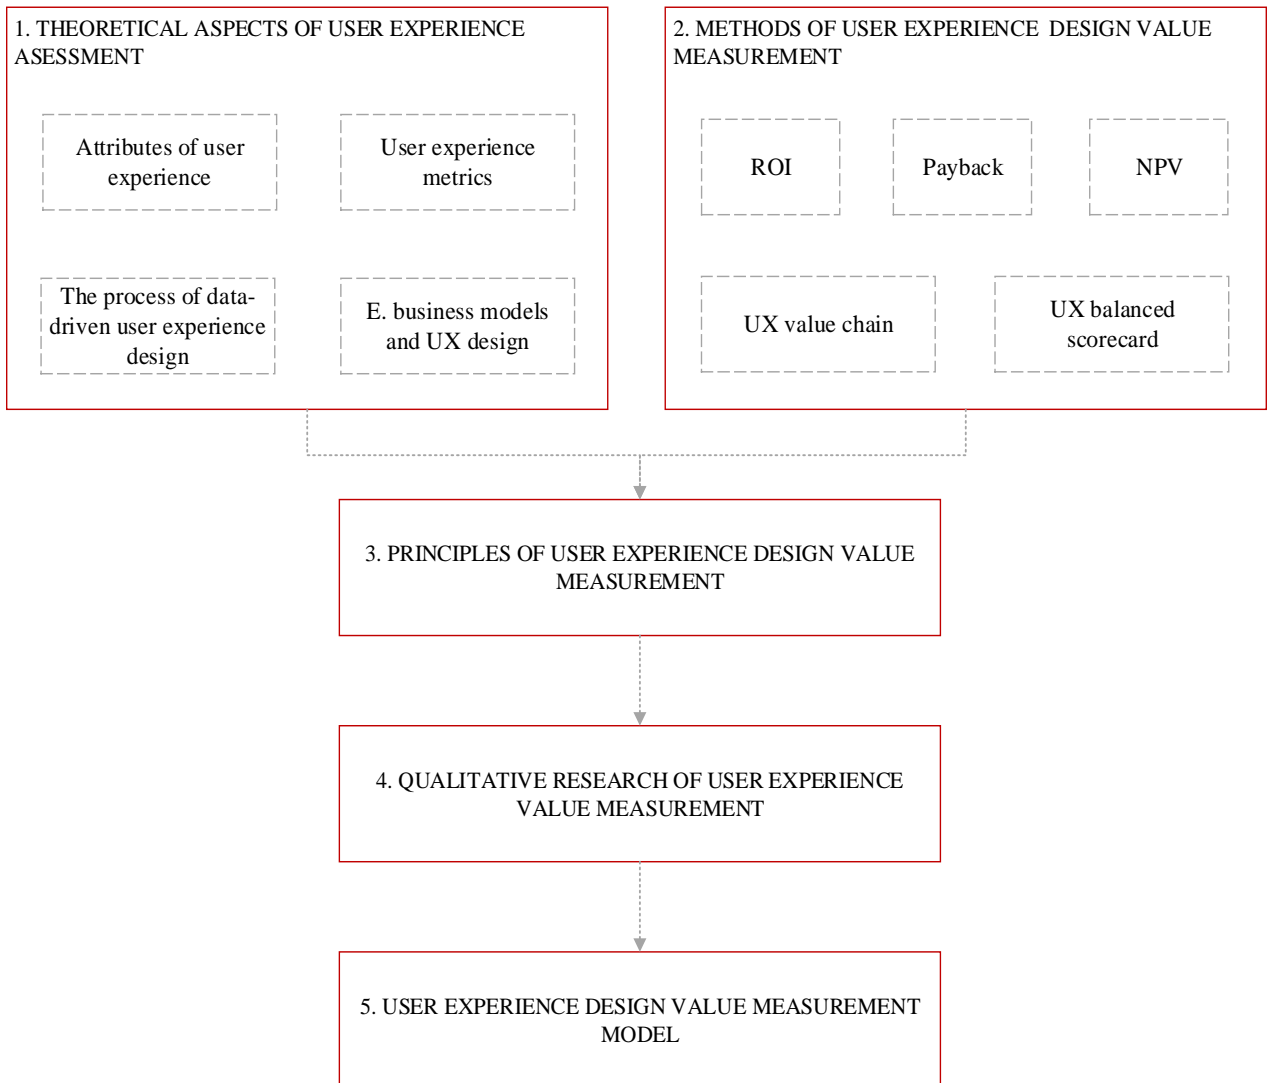 1. THEORETICAL ASPECTS OF USER EXPERIENCE
ASESSMENT
Attributes of user
experience
User experience
metrics
The process of data-
driven user experience
design
E. business models
and UX design
2. METHODS OF USER EXPERIENCE DESIGN VALUE
MEASUREMENT
ROI
Payback
NPV
UX value chain
UX balanced
scorecard
3. PRINCIPLES OF USER EXPERIENCE DESIGN VALUE
MEASUREMENT
4. QUALITATIVE RESEARCH OF USER EXPERIENCE
VALUE MEASUREMENT
5. USER EXPERIENCE DESIGN VALUE MEASUREMENT
MODEL